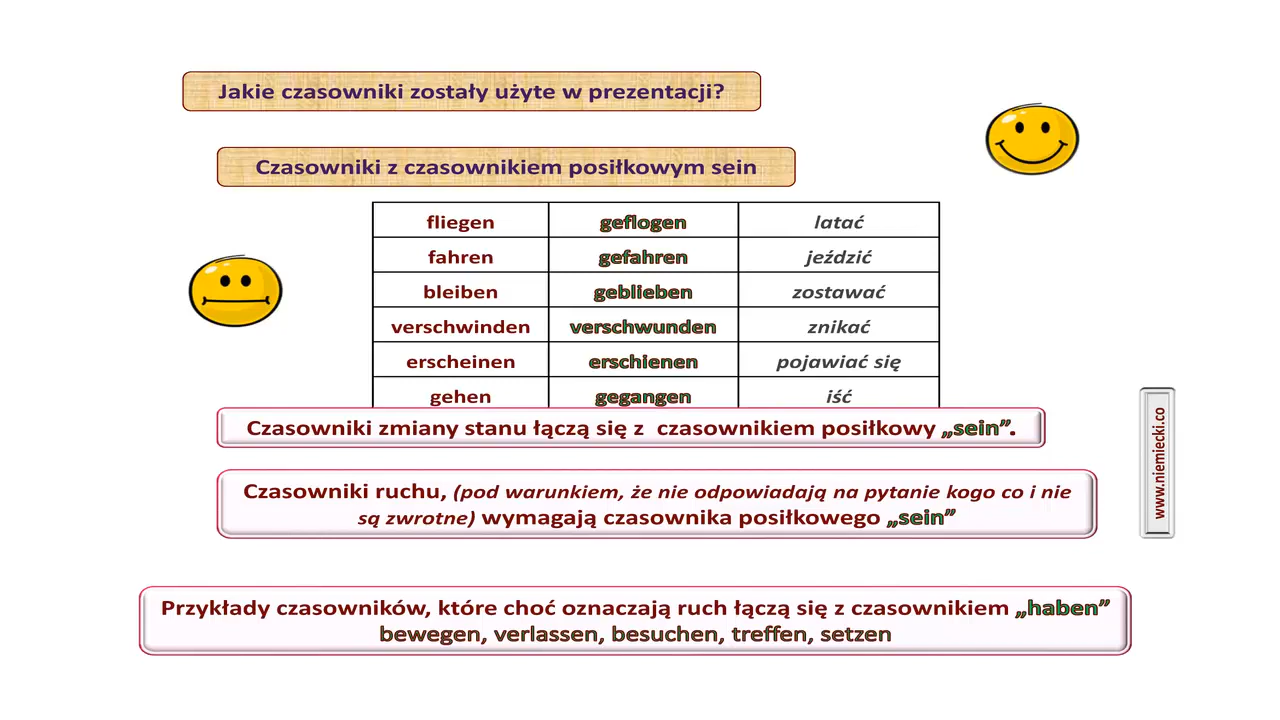 Jakie czasowniki zostały użyte w prezentacji?
Czasowniki z czasownikiem posiłkowym sein
fliegen geflogen latać
fahren gefahren jeździć
bleiben geblieben zostawać
verschwinden verschwunden znikać
erscheinen erschienen pojawiać się
gehen gegangen iść
Czasowniki zmiany stanu łączą się z  czasownikiem posiłkowy „sein”.
Czasowniki ruchu, (pod warunkiem, że nie odpowiadają na pytanie kogo co i nie
są zwrotne) wymagają czasownika posiłkowego „sein”
Przykłady czasowników, które choć oznaczają ruch łączą się z czasownikiem „haben”
bewegen, verlassen, besuchen, treffen, setzen
www.niemiecki.co